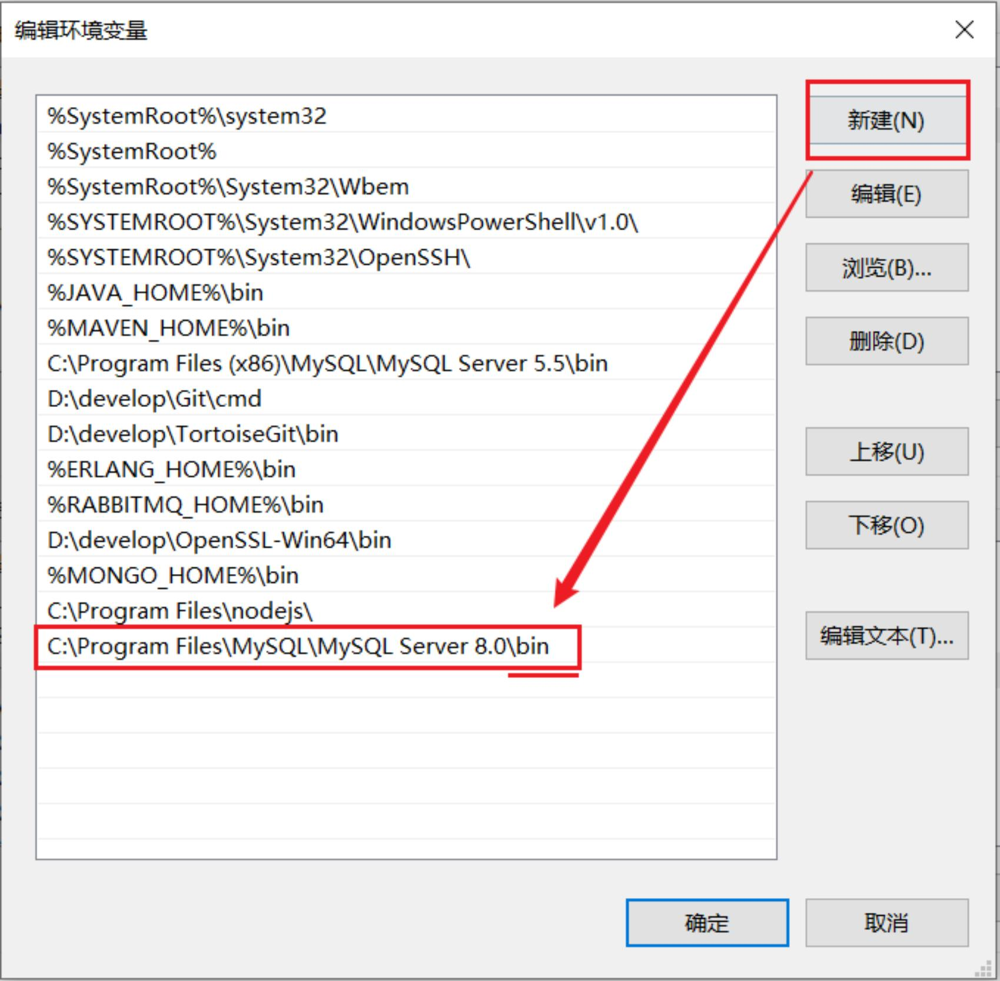 编辑环境变量
%SystemRoot%\system32
%SystemRoot%
%SystemRoot%\System32\Wbem
%SYSTEMROOT%\System32\WindowsPowerShell\v1.0\
%SYSTEMROOT%\System32\OpenSSH\
%JAVA_HOME%\bin
%MAVEN_HOME%\bin
C:\Program Files (x86)\MySQL\MySQL Server 5.5\bin
D:\develop\Git\cmd
D:\develop\TortoiseGit\bin
%ERLANG_HOME%\bin
%RABBITMQ_HOME%\bin
D:\develop\OpenSSL-Win64\bin
%MONGO_HOME%\bin
C:\Program Files\nodejs\
C:\Program Files\MySQL\MySQL Server 8.0\bin
新建(N)
编辑(E)
浏览(B)...
删除(D)
上移(U)
下移(O)
编辑文本(T)...
确定
取消